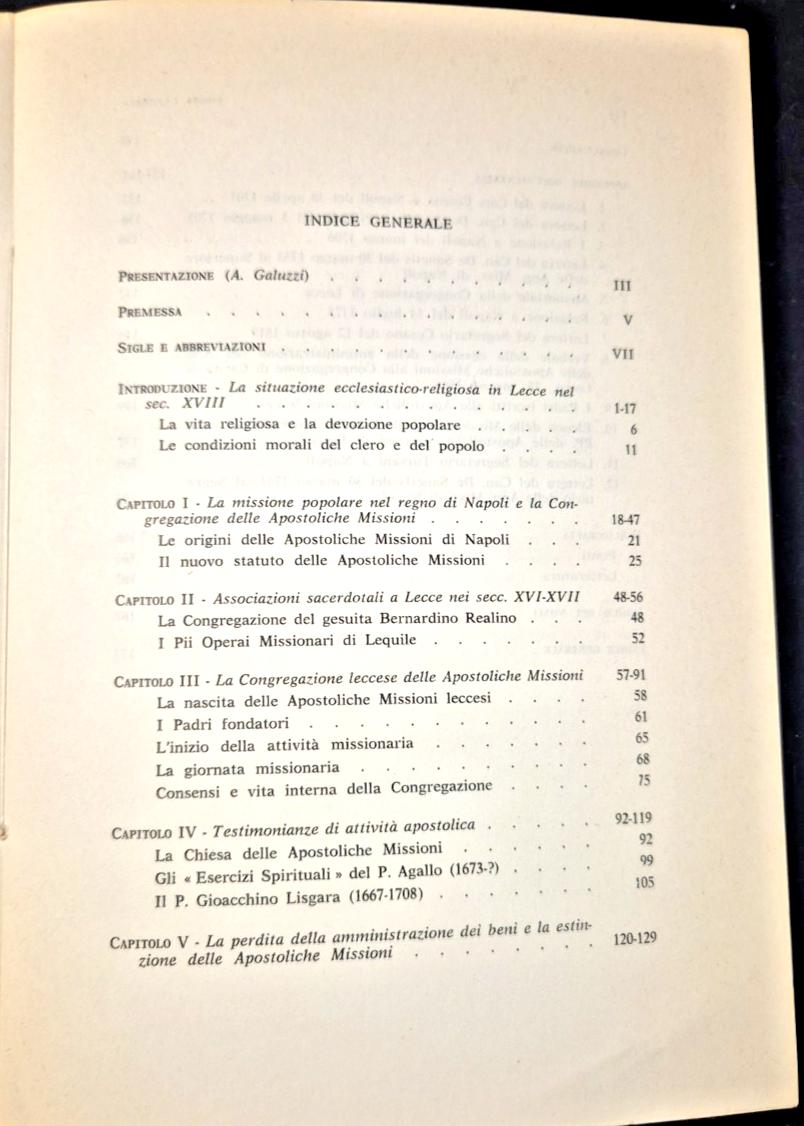 INDICE GENERALE
PRESENTAZIONE (A. Galuzzi) . . . . . . . . . . III
PREMESSA . . . . . . . . . . . . . . . V
SIGLE E ABBREVIAZIONI . . . . . . . . . . . . VII
INTRODUZIONE - La situazione ecclesiastico-religiosa in Lecce nel
sec. XVIII . . . . . . . . . . . . . 1-17
La vita religiosa e la devozione popolare . . . . . 6
Le condizioni morali del clero e del popolo . . . . 11
CAPITOLO I - La missione popolare nel regno di Napoli e la Con-
gregazione delle Apostoliche Missioni . . . . . . . 18-47
Le origini delle Apostoliche Missioni di Napoli . . . 21
Il nuovo statuto delle Apostoliche Missioni . . . . 25
CAPITOLO II - Associazioni sacerdotali a Lecce nei secc. XVI-XVII 48-56
La Congregazione del gesuita Bernardino Realino . . . 48
I Pii Operai Missionari di Lequile . . . . . . . 52
CAPITOLO III - La Congregazione leccese delle Apostoliche Missioni 57-91
La nascita delle Apostoliche Missioni leccesi . . . . 58
I Padri fondatori . . . . . . . . . . . 61
L'inizio della attività missionaria . . . . . . . 65
La giornata missionaria . . . . . . . . . . 68
Consensi e vita interna della Congregazione . . . . 75
CAPITOLO IV - Testimonianze di attività apostolica . . . . . 92-119
La Chiesa delle Apostoliche Missioni . . . . . . 92
Gli « Esercizi Spirituali » del P. Agallo (1673-?) . . . . 99
Il P. Gioacchino Lisgara (1667-1708) . . . . . . . 105
CAPITOLO V - La perdita della amministrazione dei beni e la estin-
zione delle Apostoliche Missioni . . . . . . . . 120-129